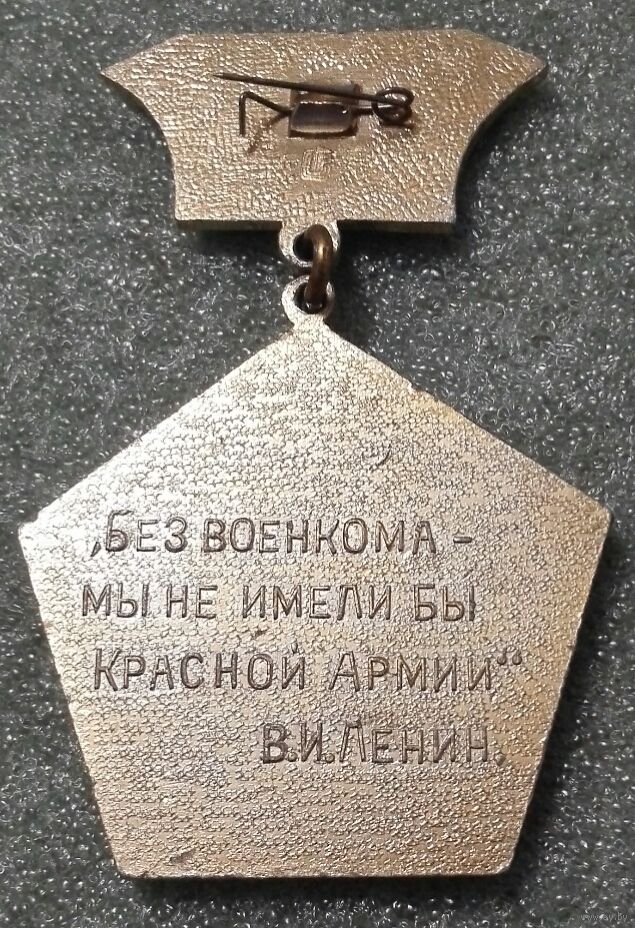 „Без военкома -
мы не имели бы
Красной Армии“
В.И.Ленин.